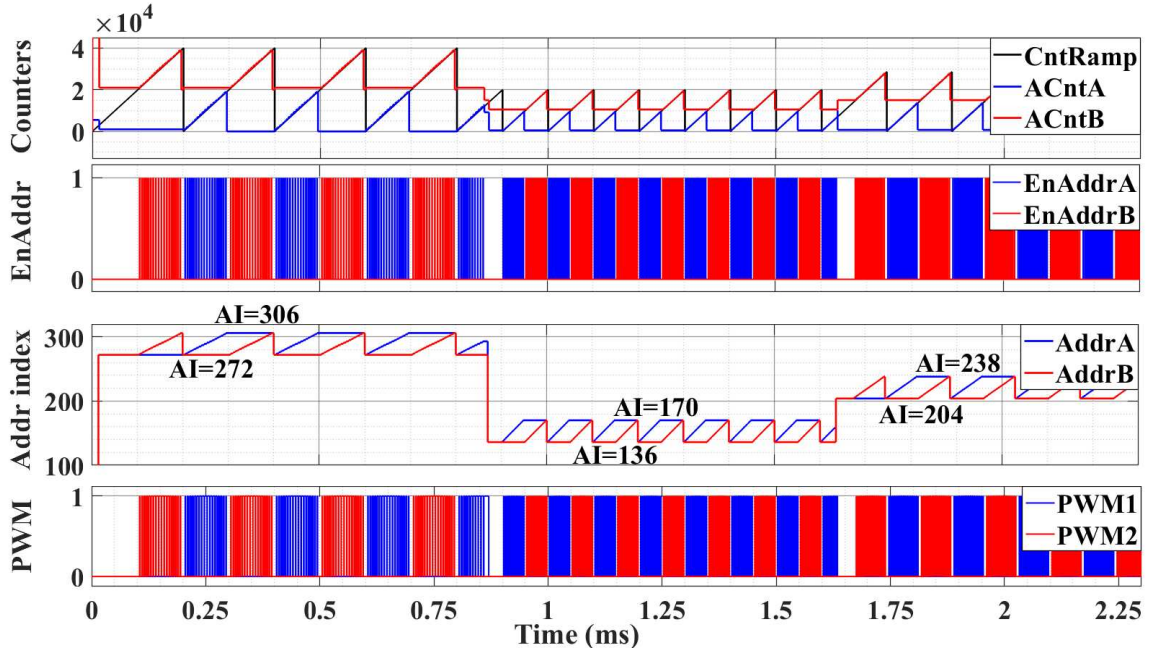 ×10⁴
4
2
0
Counters
CntRamp
ACntA
ACntB
1
0
EnAddr
EnAddrA
EnAddrB
300
200
100
Addr index
AI=306
AI=272
AI=170
AI=136
AI=238
AI=204
AddrA
AddrB
1
0
PWM
PWM1
PWM2
0 0.25 0.5 0.75 1 1.25 1.5 1.75 2 2.25
Time (ms)